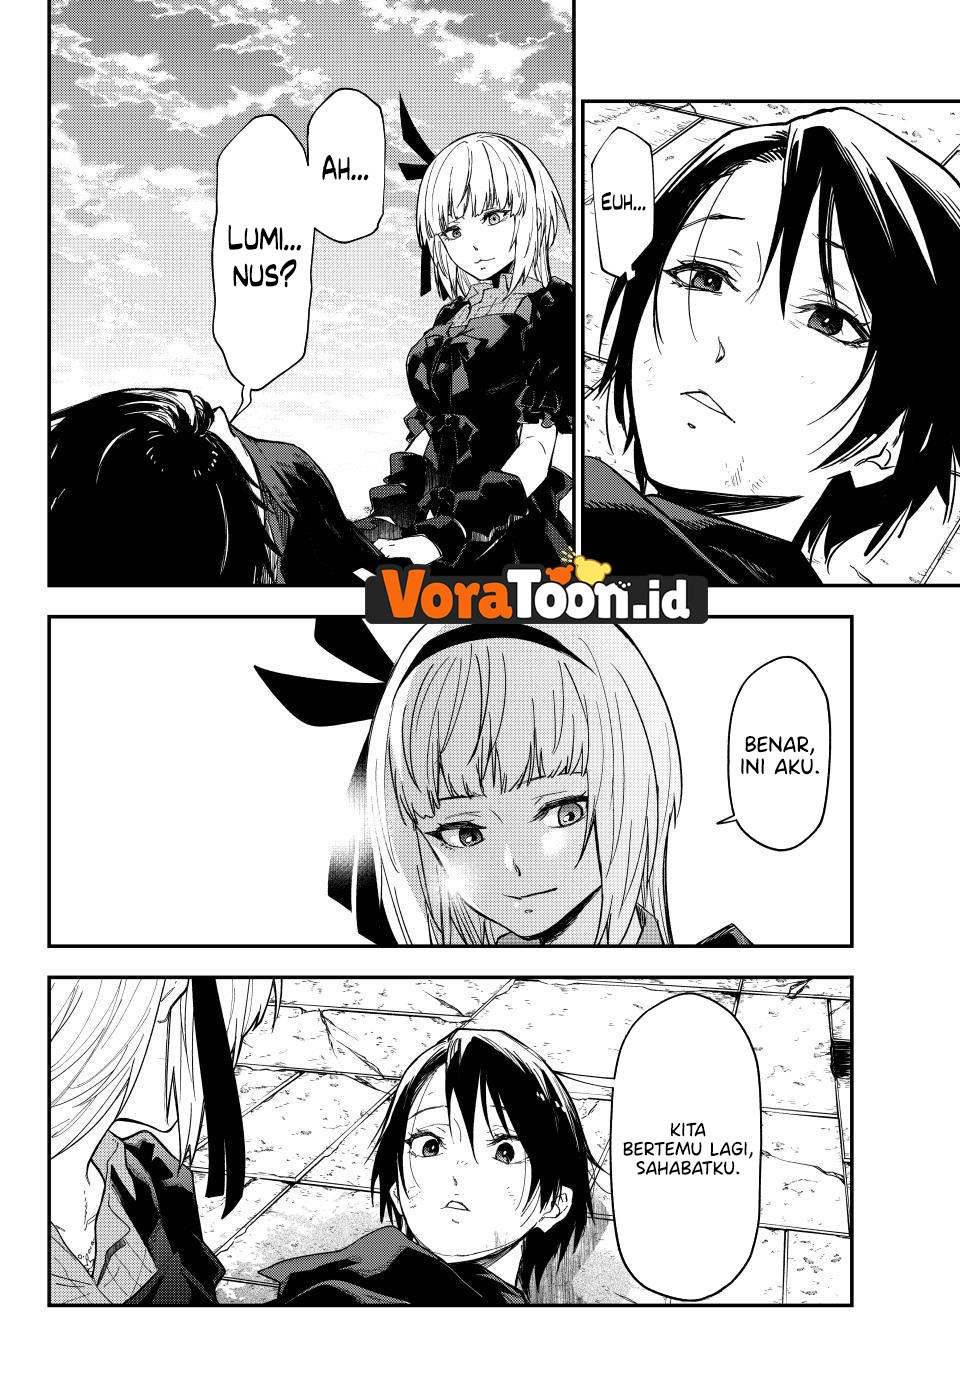 EUH...
AH...
LUMI...
NUS?
VoraToon.id
BENAR,
INI AKU.
KITA
BERTEMU LAGI,
SAHABATKU.